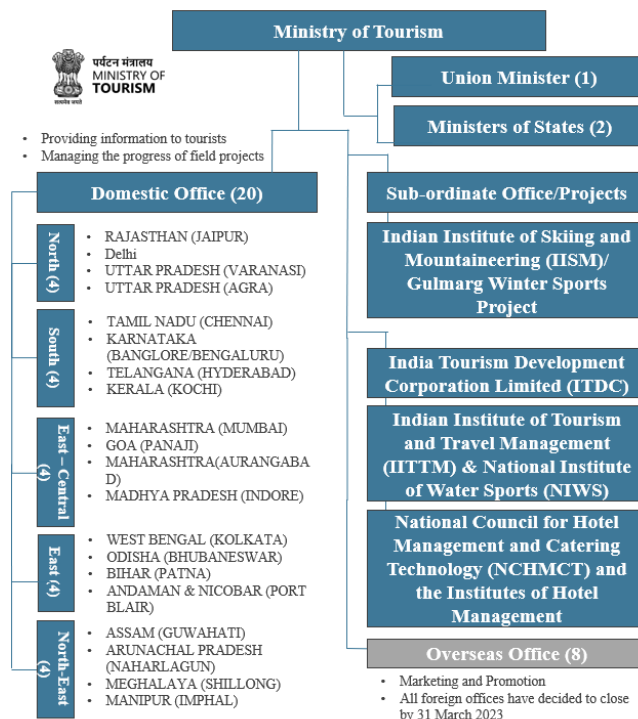 Ministry of Tourism
पर्यटन मंत्रालय
MINISTRY OF
TOURISM
सत्यमेव जयते
Union Minister (1)
Ministers of States (2)
• Providing information to tourists
• Managing the progress of field projects
Domestic Office (20)
North (4)
• RAJASTHAN (JAIPUR)
• Delhi
• UTTAR PRADESH (VARANASI)
• UTTAR PRADESH (AGRA)
South (4)
• TAMIL NADU (CHENNAI)
• KARNATAKA
(BANGLORE/BENGALURU)
• TELANGANA (HYDERABAD)
• KERALA (KOCHI)
East – Central
(4)
• MAHARASHTRA (MUMBAI)
• GOA (PANAJI)
• MAHARASHTRA(AURANGABA
D)
• MADHYA PRADESH (INDORE)
East (4)
• WEST BENGAL (KOLKATA)
• ODISHA (BHUBANESWAR)
• BIHAR (PATNA)
• ANDAMAN & NICOBAR (PORT
BLAIR)
North-East
(4)
• ASSAM (GUWAHATI)
• ARUNACHAL PRADESH
(NAHARLAGUN)
• MEGHALAYA (SHILLONG)
• MANIPUR (IMPHAL)
Sub-ordinate Office/Projects
Indian Institute of Skiing and
Mountaineering (IISM)/
Gulmarg Winter Sports
Project
India Tourism Development
Corporation Limited (ITDC)
Indian Institute of Tourism
and Travel Management
(IITTM) & National Institute
of Water Sports (NIWS)
National Council for Hotel
Management and Catering
Technology (NCHMCT) and
the Institutes of Hotel
Management
Overseas Office (8)
• Marketing and Promotion
• All foreign offices have decided to close
by 31 March 2023